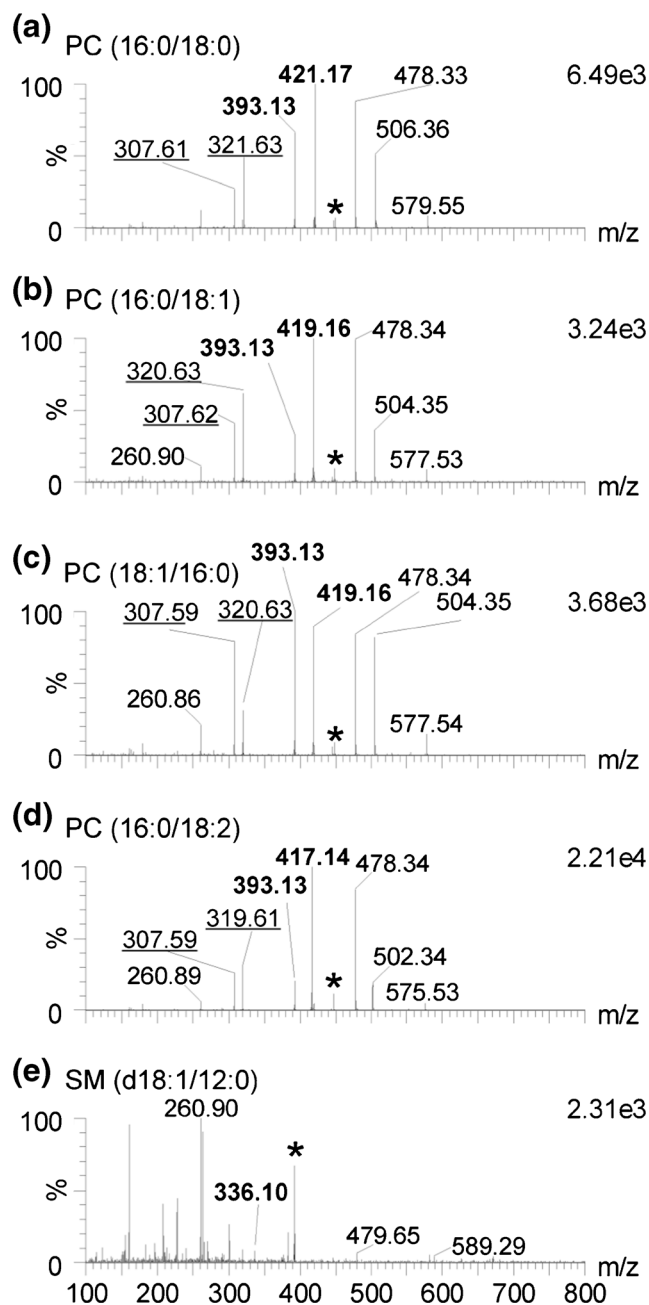 (a) PC (16:0/18:0)
421.17 478.33 6.49e3
100 393.13
506.36
307.61 321.63
%
* 579.55
0 m/z
(b) PC (16:0/18:1)
419.16 478.34 3.24e3
100 393.13
320.63
307.62 504.35
%
260.90 * 577.53
0 m/z
(c) 393.13
PC (18:1/16:0) 478.34
419.16 504.35 3.68e3
100 307.59 320.63
%
260.86 577.54
*
0 m/z
(d) PC (16:0/18:2)
417.14 478.34 2.21e4
100 393.13
319.61
307.59
%
260.89 * 502.34
575.53
0 m/z
(e) SM (d18:1/12:0)
260.90 2.31e3
100
*
336.10
%
479.65 589.29
0 m/z
100 200 300 400 500 600 700 800